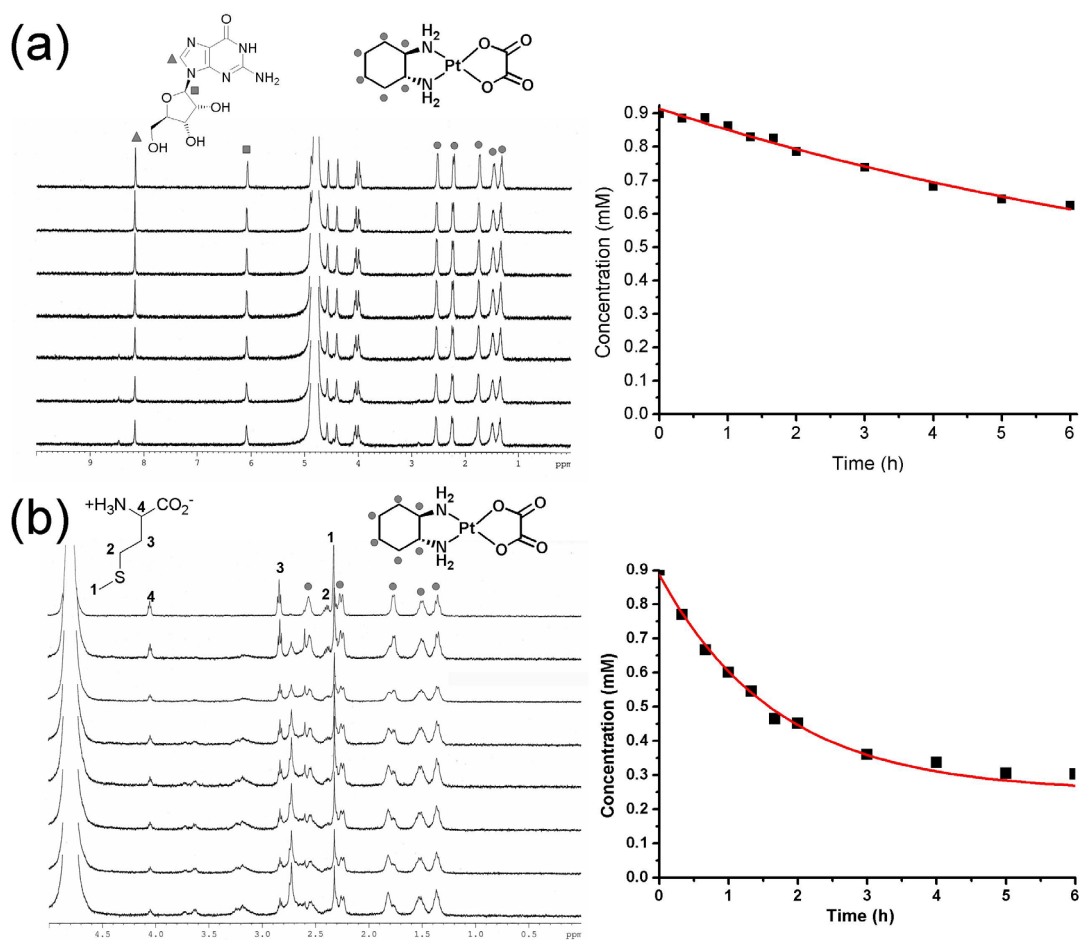 (a)
O
N
NH
N
N
NH2
O
OH
OH
OH
H2
N
Pt
N
H2
O
O
O
O
9
8
7
6
5
4
3
2
1
ppm
Concentration (mM)
0.9
0.8
0.7
0.6
0.5
0.4
0.3
0.2
0.1
0.0
0 1 2 3 4 5 6
Time (h)
(b)
+H3N
4
CO2-
3
2
1
S
H2
N
Pt
N
H2
O
O
O
O
4
3
2
1
4.5
4.0
3.5
3.0
2.5
2.0
1.5
1.0
0.5
ppm
Concentration (mM)
0.9
0.8
0.7
0.6
0.5
0.4
0.3
0.2
0.1
0.0
0 1 2 3 4 5 6
Time (h)